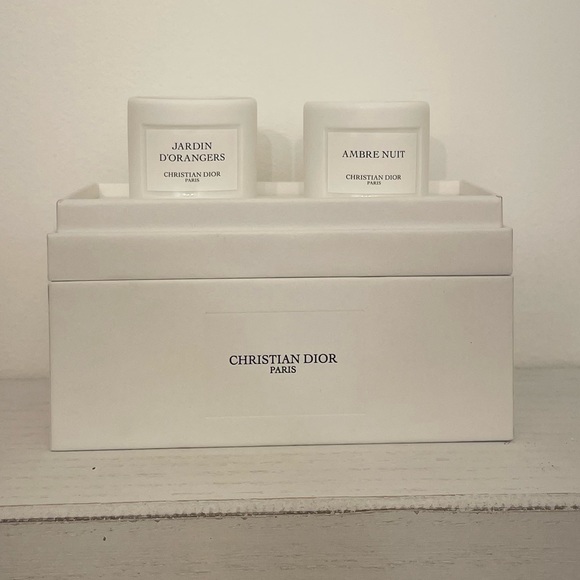 JARDIN
D'ORANGERS
CHRISTIAN DIOR
PARIS
AMBRE NUIT
CHRISTIAN DIOR
PARIS
CHRISTIAN DIOR
PARIS